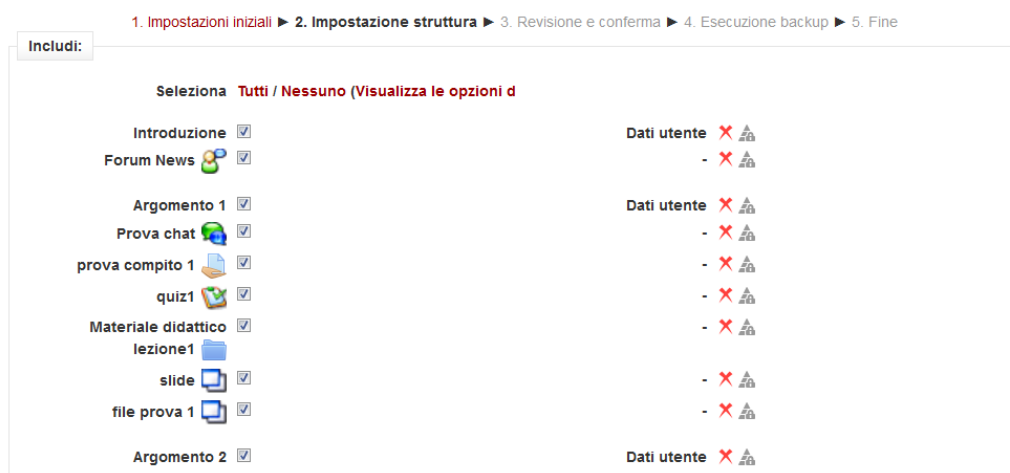 1. Impostazioni iniziali ► 2. Impostazione struttura ► 3. Revisione e conferma ► 4. Esecuzione backup ► 5. Fine
Includi:
Seleziona Tutti / Nessuno (Visualizza le opzioni d
Introduzione Dati utente
Forum News -
Argomento 1 Dati utente
Prova chat -
prova compito 1 -
quiz1 -
Materiale didattico -
lezione1
slide -
file prova 1 -
Argomento 2 Dati utente